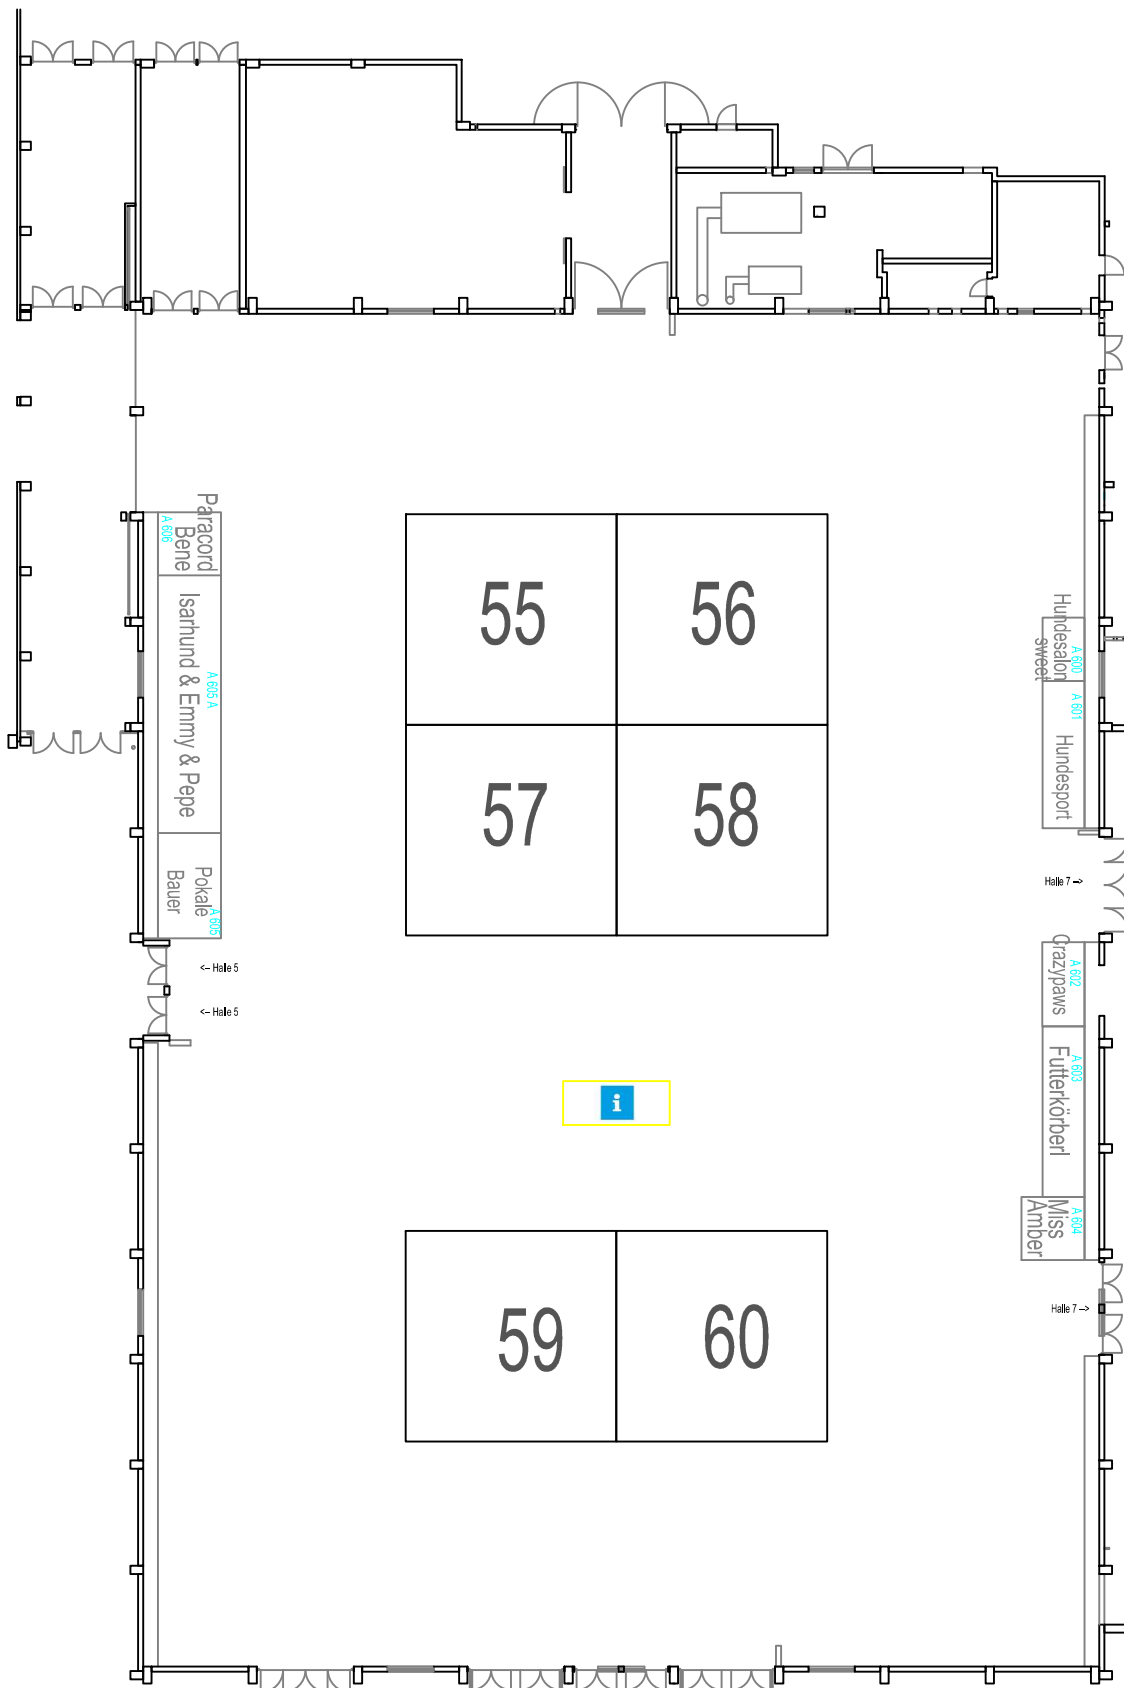 Paracord
Bene
A 606
Isarhund & Emmy & Pepe
A 605 A
Pokale
Bauer
A 605
55
56
57
58
Hundesalon
sweet
A 600
A 601
Hundesport
Halle 7 -->
<-- Halle 5
<-- Halle 5
Crazypaws
A 602
Futterkörberl
A 603
i
Miss
Amber
A 604
Halle 7 -->
59
60